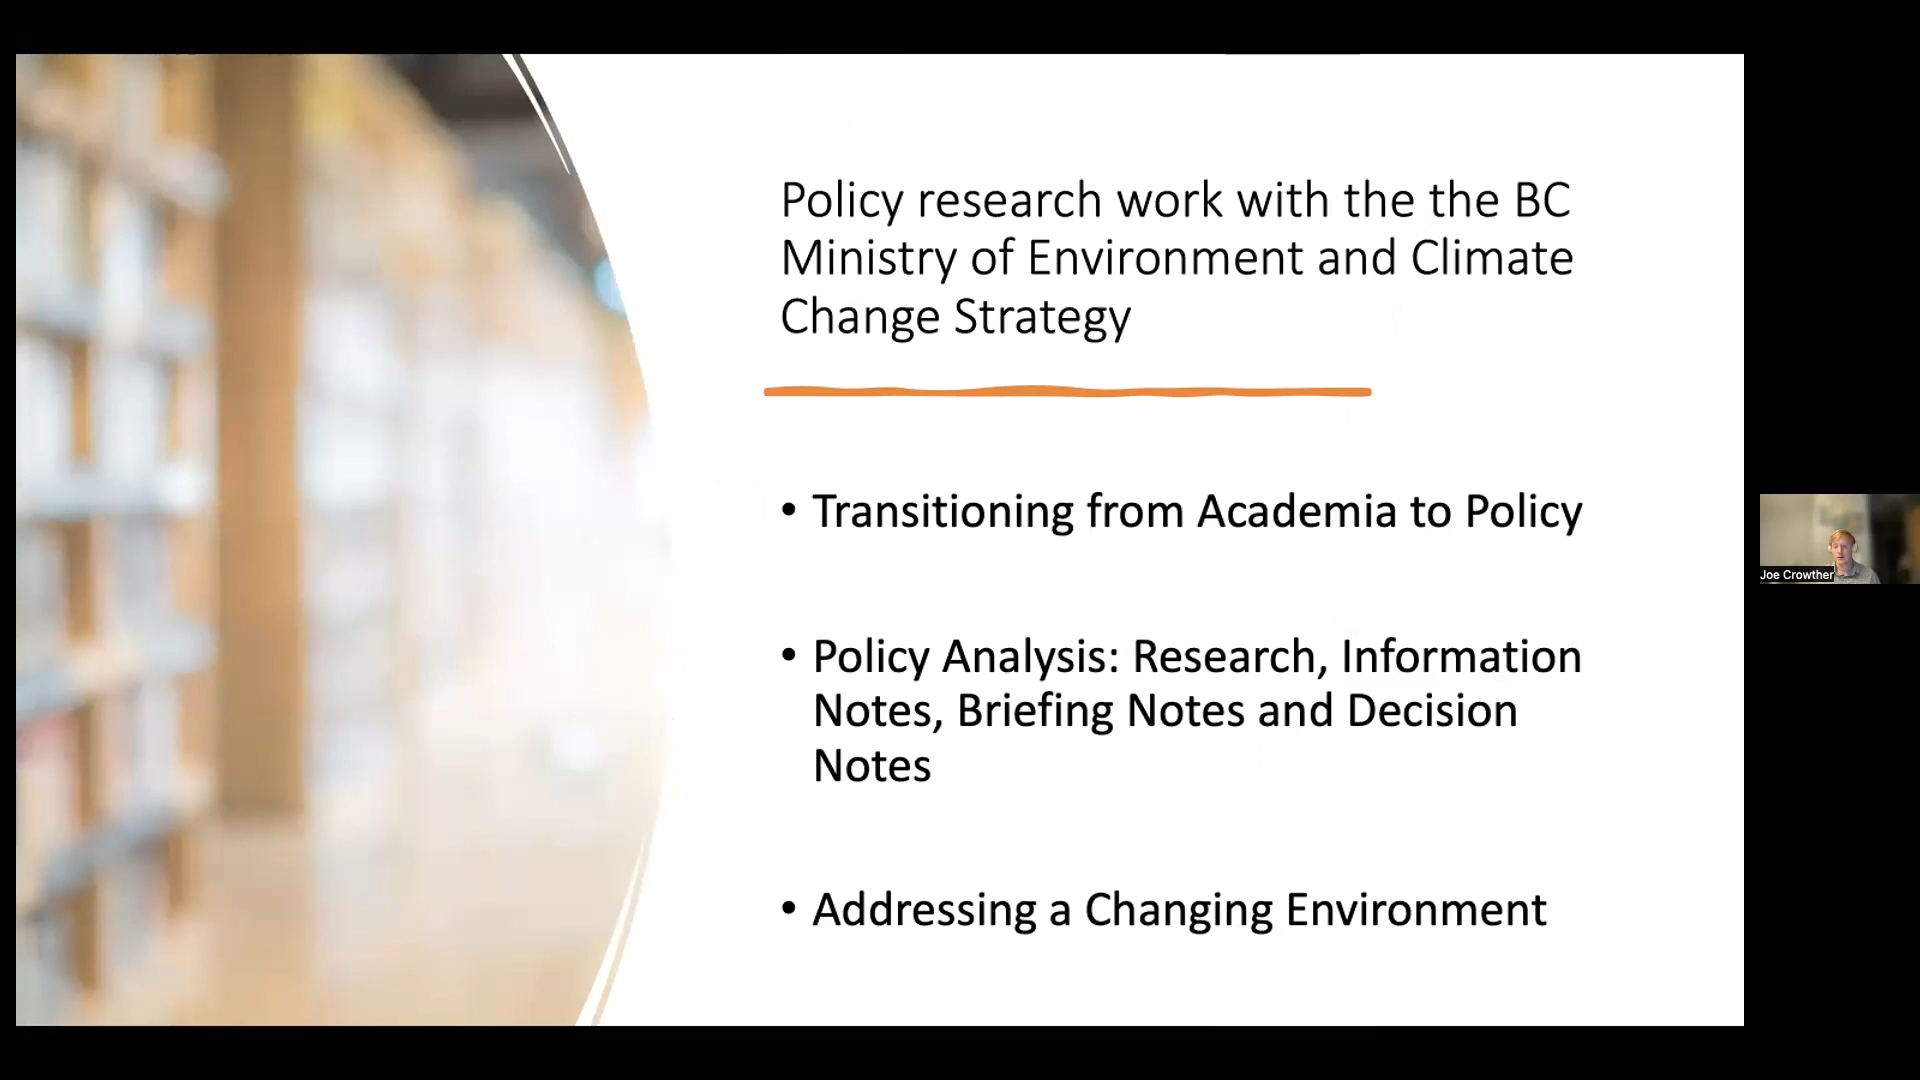 Policy research work with the the BC
Ministry of Environment and Climate
Change Strategy
• Transitioning from Academia to Policy
• Policy Analysis: Research, Information
Notes, Briefing Notes and Decision
Notes
• Addressing a Changing Environment
Joe Crowther